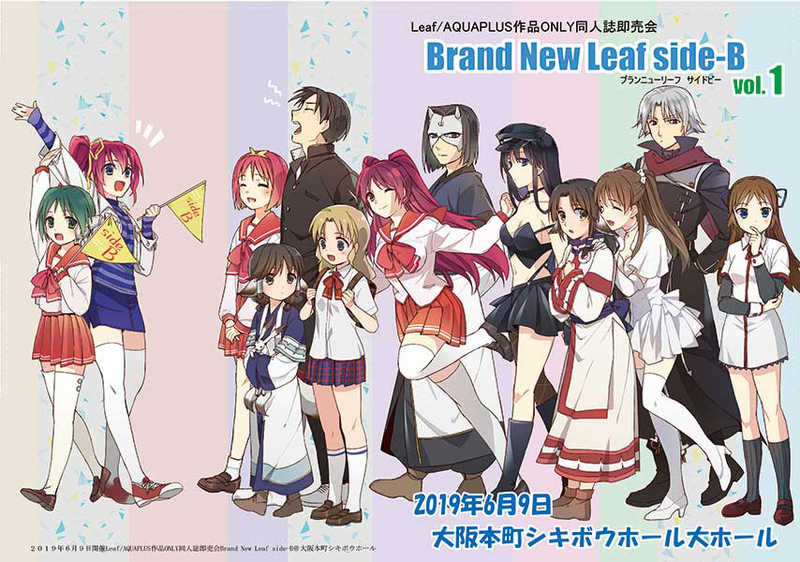 Leaf/AQUAPLUS作品ONLY同人誌即売会
Brand New Leaf side-B
ブランニューリーフ サイドビー
vol.1
side B
side B
2019年6月9日
大阪本町シキボウホール大ホール
2019年6月9日開催Leaf/AQUAPLUS作品ONLY同人誌即売会Brand New Leaf side-B@大阪本町シキボウホール